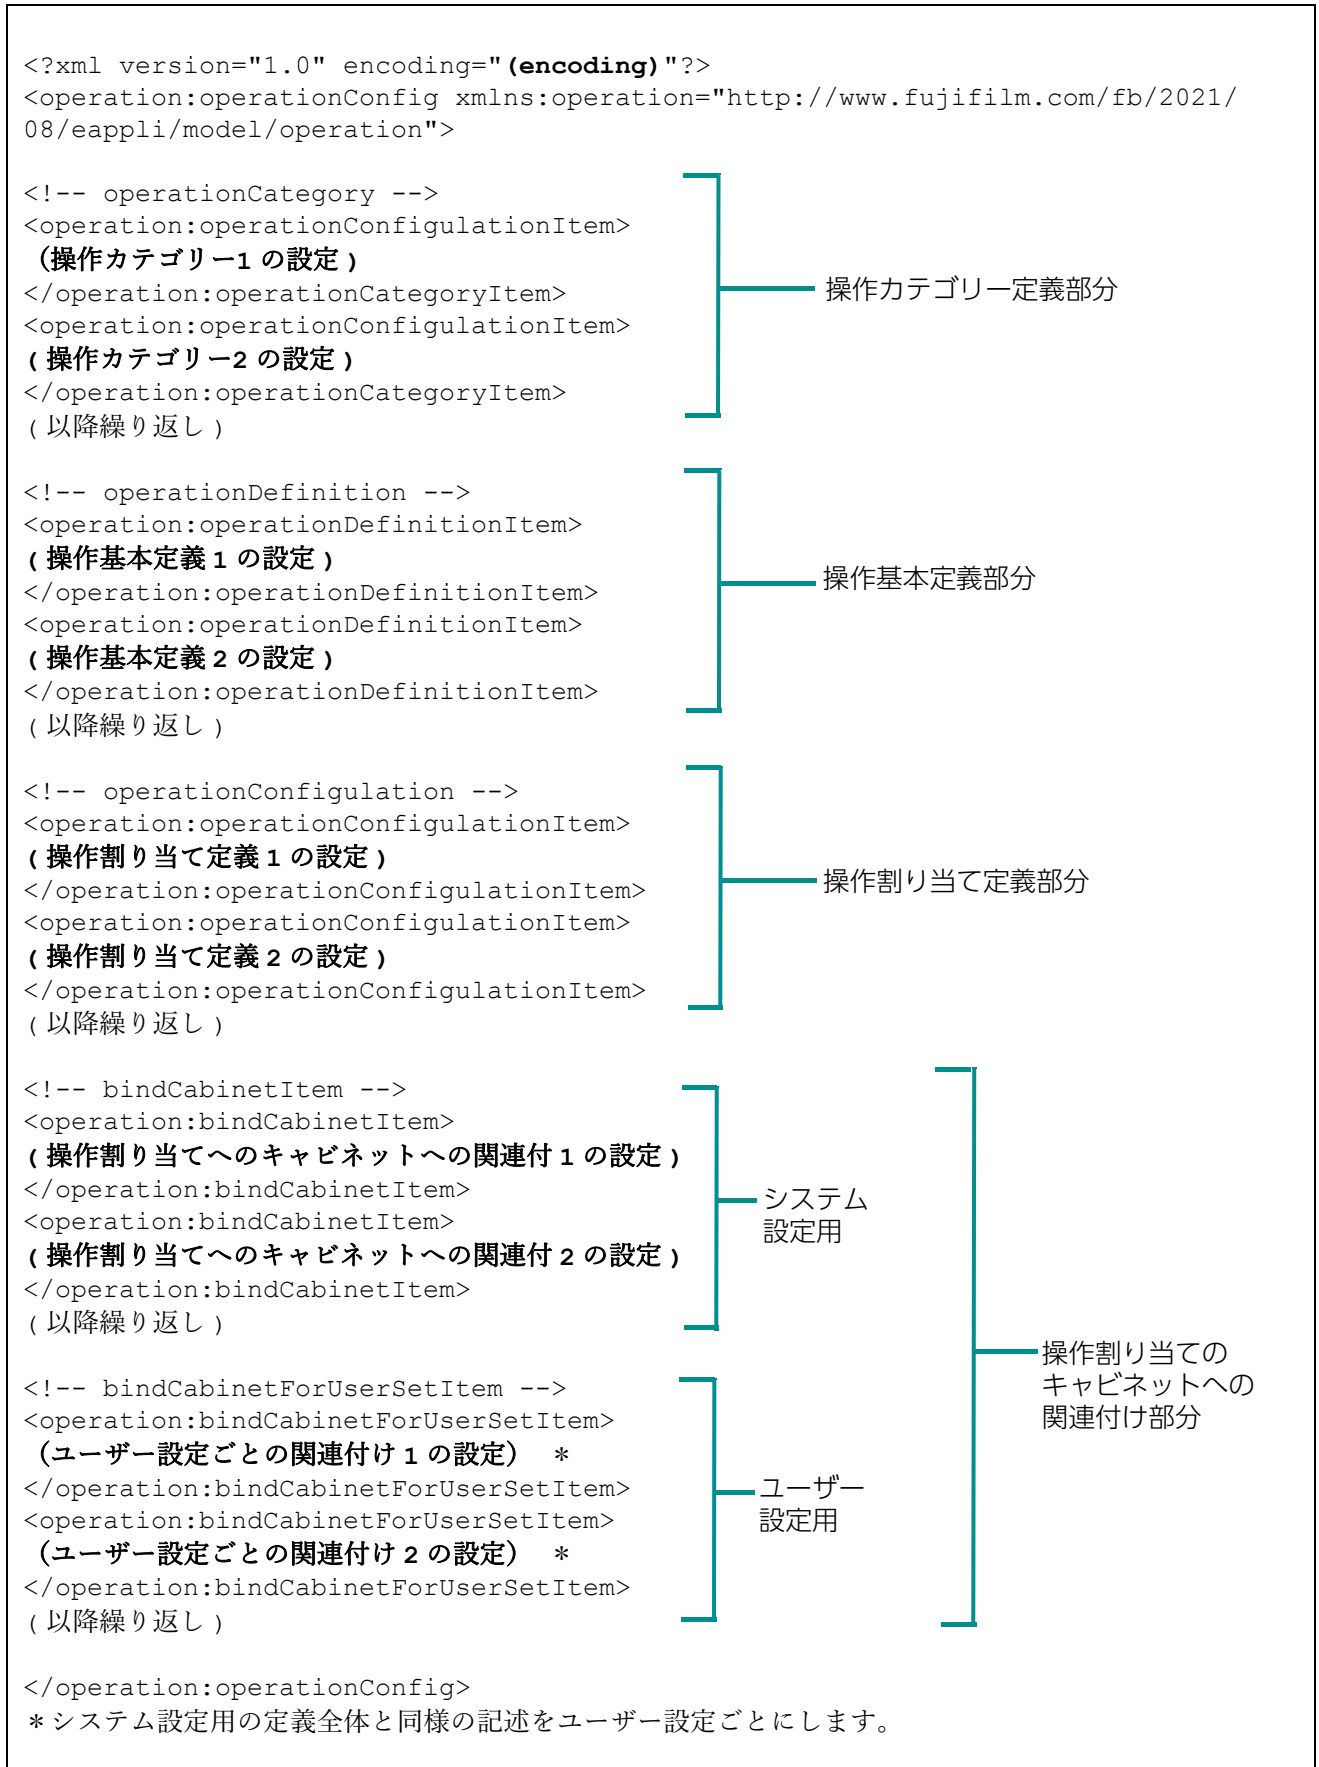 <?xml version="1.0" encoding="(encoding)"?>
<operation:operationConfig xmlns:operation="http://www.fujifilm.com/fb/2021/
08/eappli/model/operation">
<!-- operationCategory -->
<operation:operationConfigulationItem>
（操作カテゴリー1 の設定 )
</operation:operationCategoryItem>
<operation:operationConfigulationItem>
( 操作カテゴリー2 の設定 )
</operation:operationCategoryItem>
( 以降繰り返し )
操作カテゴリー定義部分
<!-- operationDefinition -->
<operation:operationDefinitionItem>
( 操作基本定義 1 の設定 )
</operation:operationDefinitionItem>
<operation:operationDefinitionItem>
( 操作基本定義 2 の設定 )
</operation:operationDefinitionItem>
( 以降繰り返し )
操作基本定義部分
<!-- operationConfigulation -->
<operation:operationConfigulationItem>
( 操作割り当て定義 1 の設定 )
</operation:operationConfigulationItem>
<operation:operationConfigulationItem>
( 操作割り当て定義 2 の設定 )
</operation:operationConfigulationItem>
( 以降繰り返し )
操作割り当て定義部分
<!-- bindCabinetItem -->
<operation:bindCabinetItem>
( 操作割り当てへのキャビネットへの関連付 1 の設定 )
</operation:bindCabinetItem>
<operation:bindCabinetItem>
( 操作割り当てへのキャビネットへの関連付 2 の設定 )
</operation:bindCabinetItem>
( 以降繰り返し )
システム
設定用
<!-- bindCabinetForUserSetItem -->
<operation:bindCabinetForUserSetItem>
（ユーザー設定ごとの関連付け 1 の設定） ＊
</operation:bindCabinetForUserSetItem>
<operation:bindCabinetForUserSetItem>
（ユーザー設定ごとの関連付け 2 の設定） ＊
</operation:bindCabinetForUserSetItem>
( 以降繰り返し )
ユーザー
設定用
操作割り当ての
キャビネットへの
関連付け部分
</operation:operationConfig>
＊システム設定用の定義全体と同様の記述をユーザー設定ごとにします。